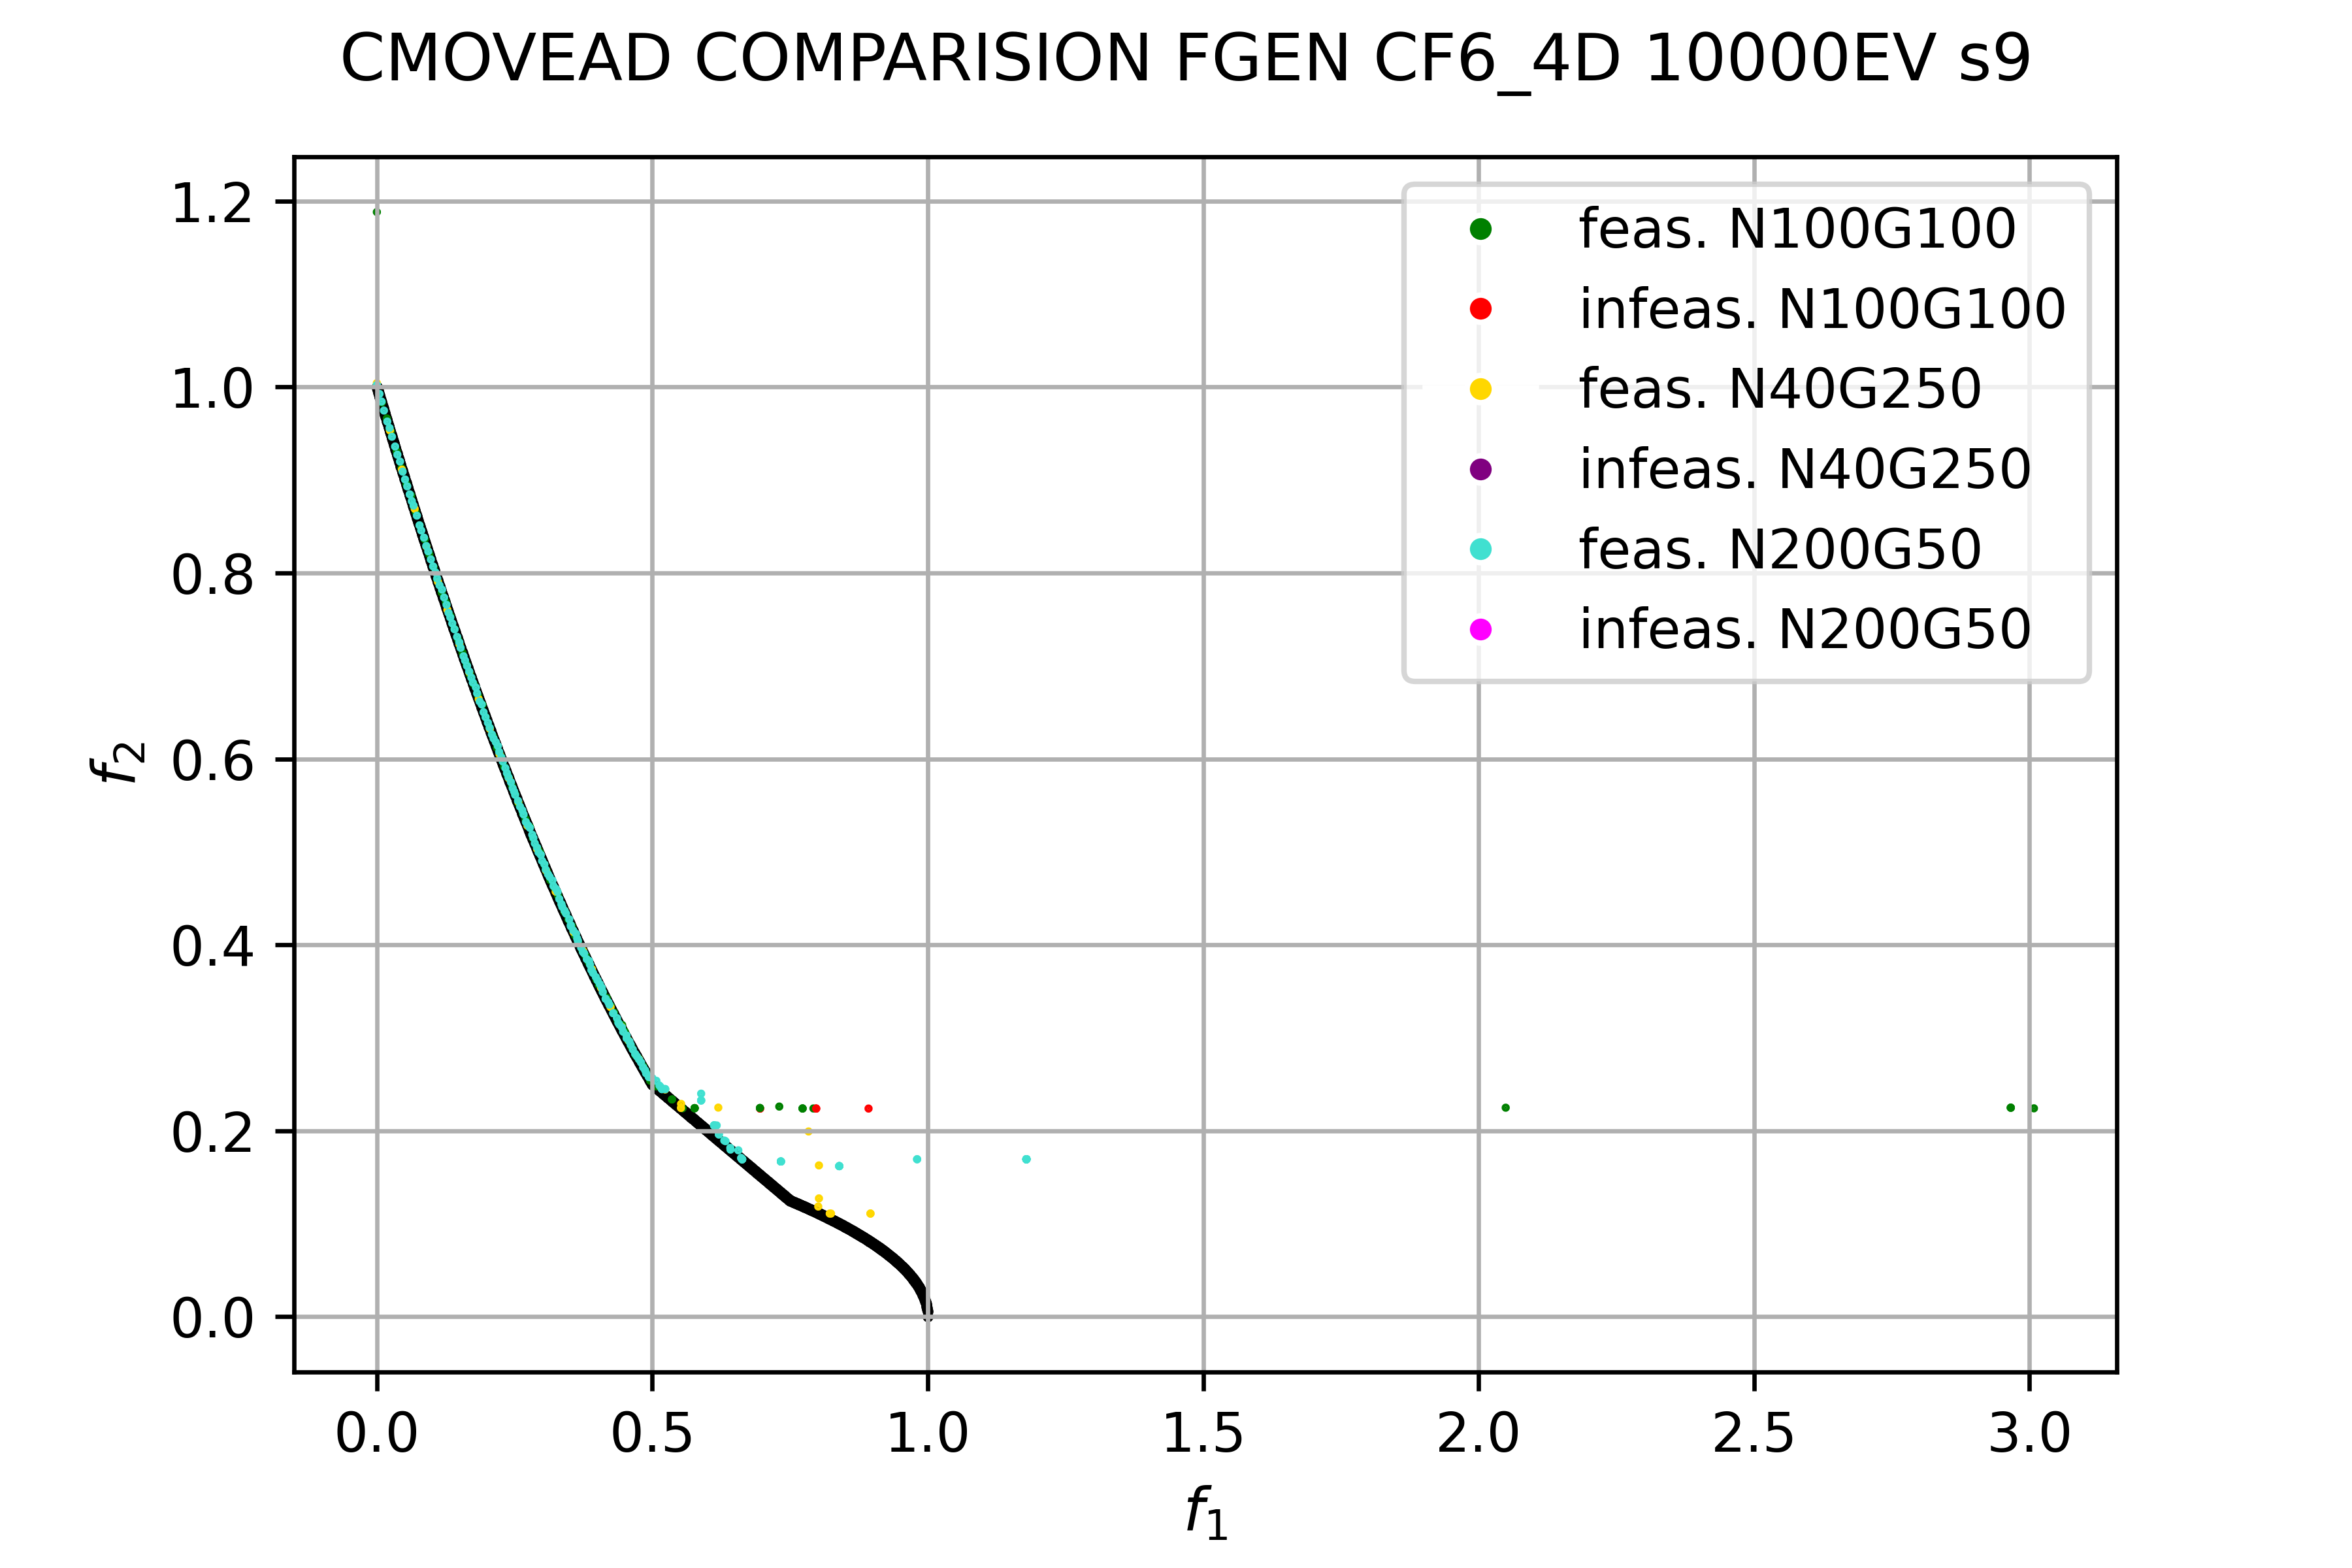 CMOVEAD COMPARISION FGEN CF6_4D 10000EV s9
feas. N100G100
infeas. N100G100
feas. N40G250
infeas. N40G250
feas. N200G50
infeas. N200G50
1.2
1.0
0.8
0.6
0.4
0.2
0.0
f2
0.0 0.5 1.0 1.5 2.0 2.5 3.0
f1